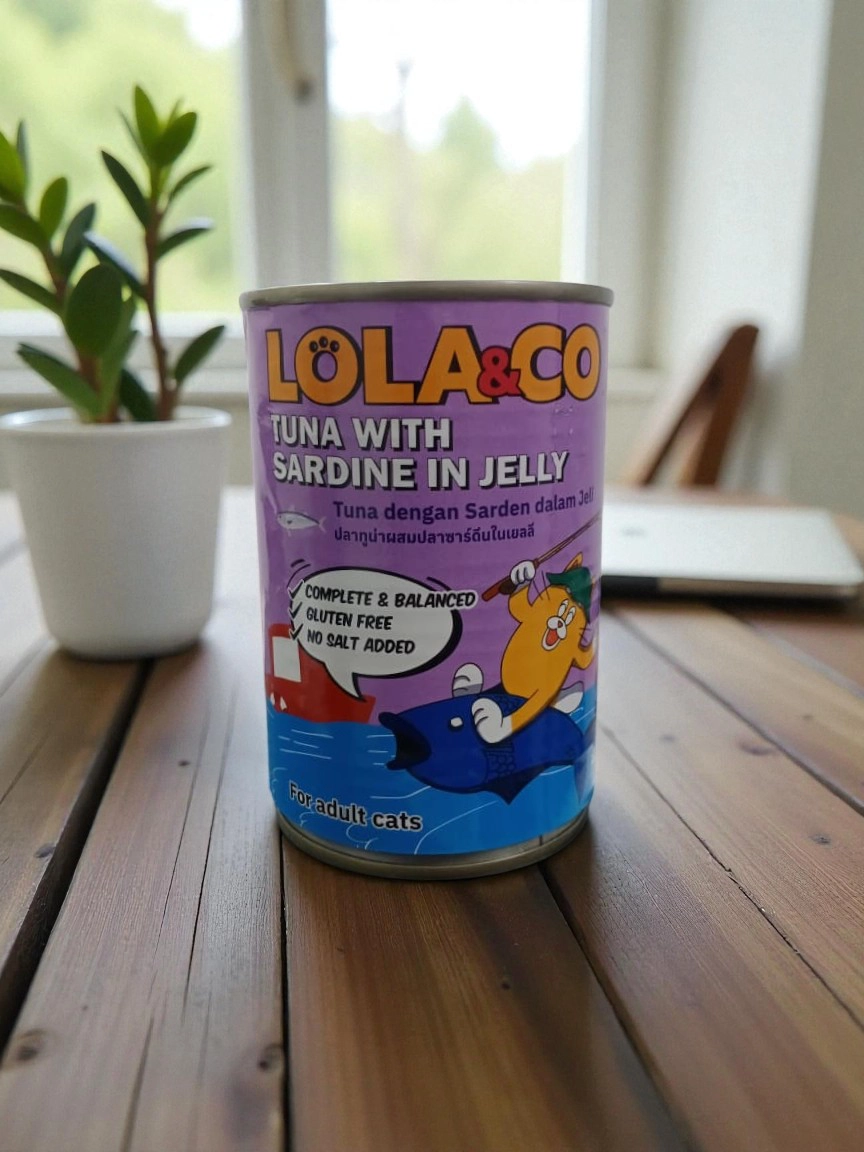 LOLA&CO
TUNA WITH
SARDINE IN JELLY
Tuna dengan Sarden dalam Jeli
ปลาทูน่าผสมปลาซาร์ดีนในเยลลี่
COMPLETE & BALANCED
GLUTEN FREE
NO SALT ADDED
For adult cats